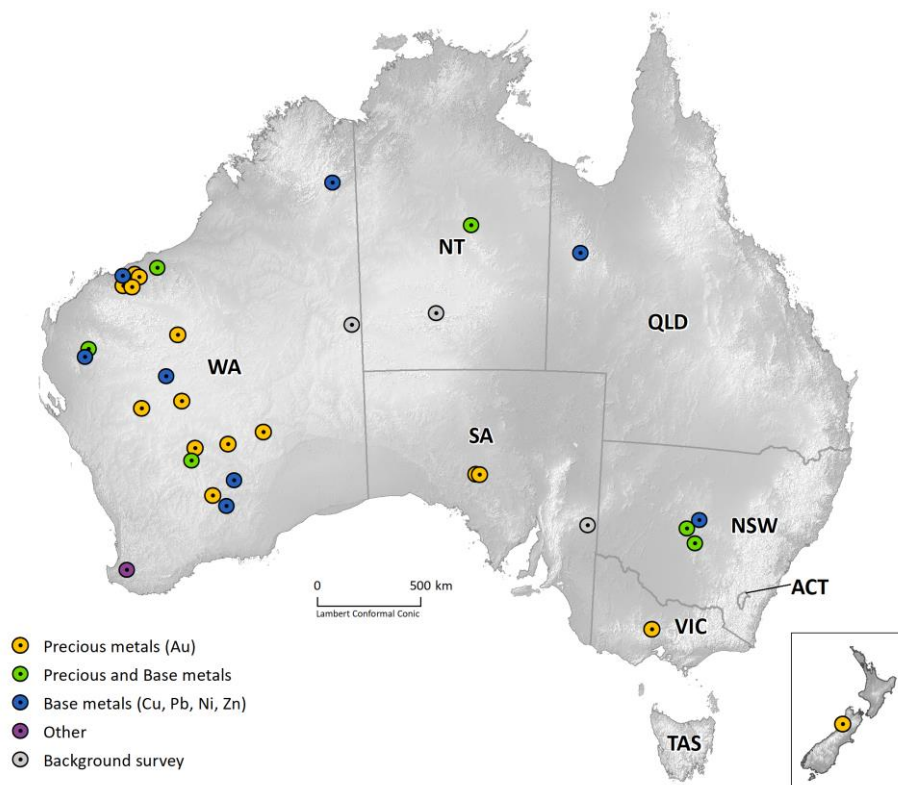 NT
QLD
WA
SA
NSW
ACT
VIC
TAS
0 500 km
Lambert Conformal Conic
Precious metals (Au)
Precious and Base metals
Base metals (Cu, Pb, Ni, Zn)
Other
Background survey